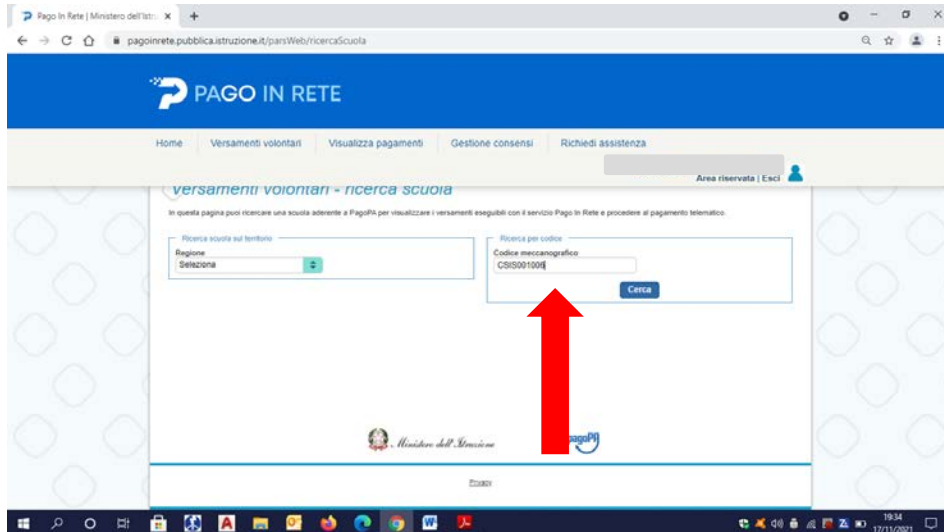 Pago In Rete | Ministero dell'Istru
pagoinrete.pubblica.istruzione.it/parsWeb/ricercaScuola
PAGO IN RETE
Home Versamenti volontari Visualizza pagamenti Gestione consensi Richiedi assistenza
Area riservata | Esci
Versamenti volontari - ricerca scuola
In questa pagina puoi ricercare una scuola aderente a PagoPA per visualizzare i versamenti eseguibili con il servizio Pago In Rete e procedere al pagamento telematico.
Ricerca scuola sul territorio
Regione
Seleziona
Ricerca per codice
Codice meccanografico
CSIS001006
Cerca
Ministero dell'Istruzione
pagoPA
Privacy
19:34
17/11/2021